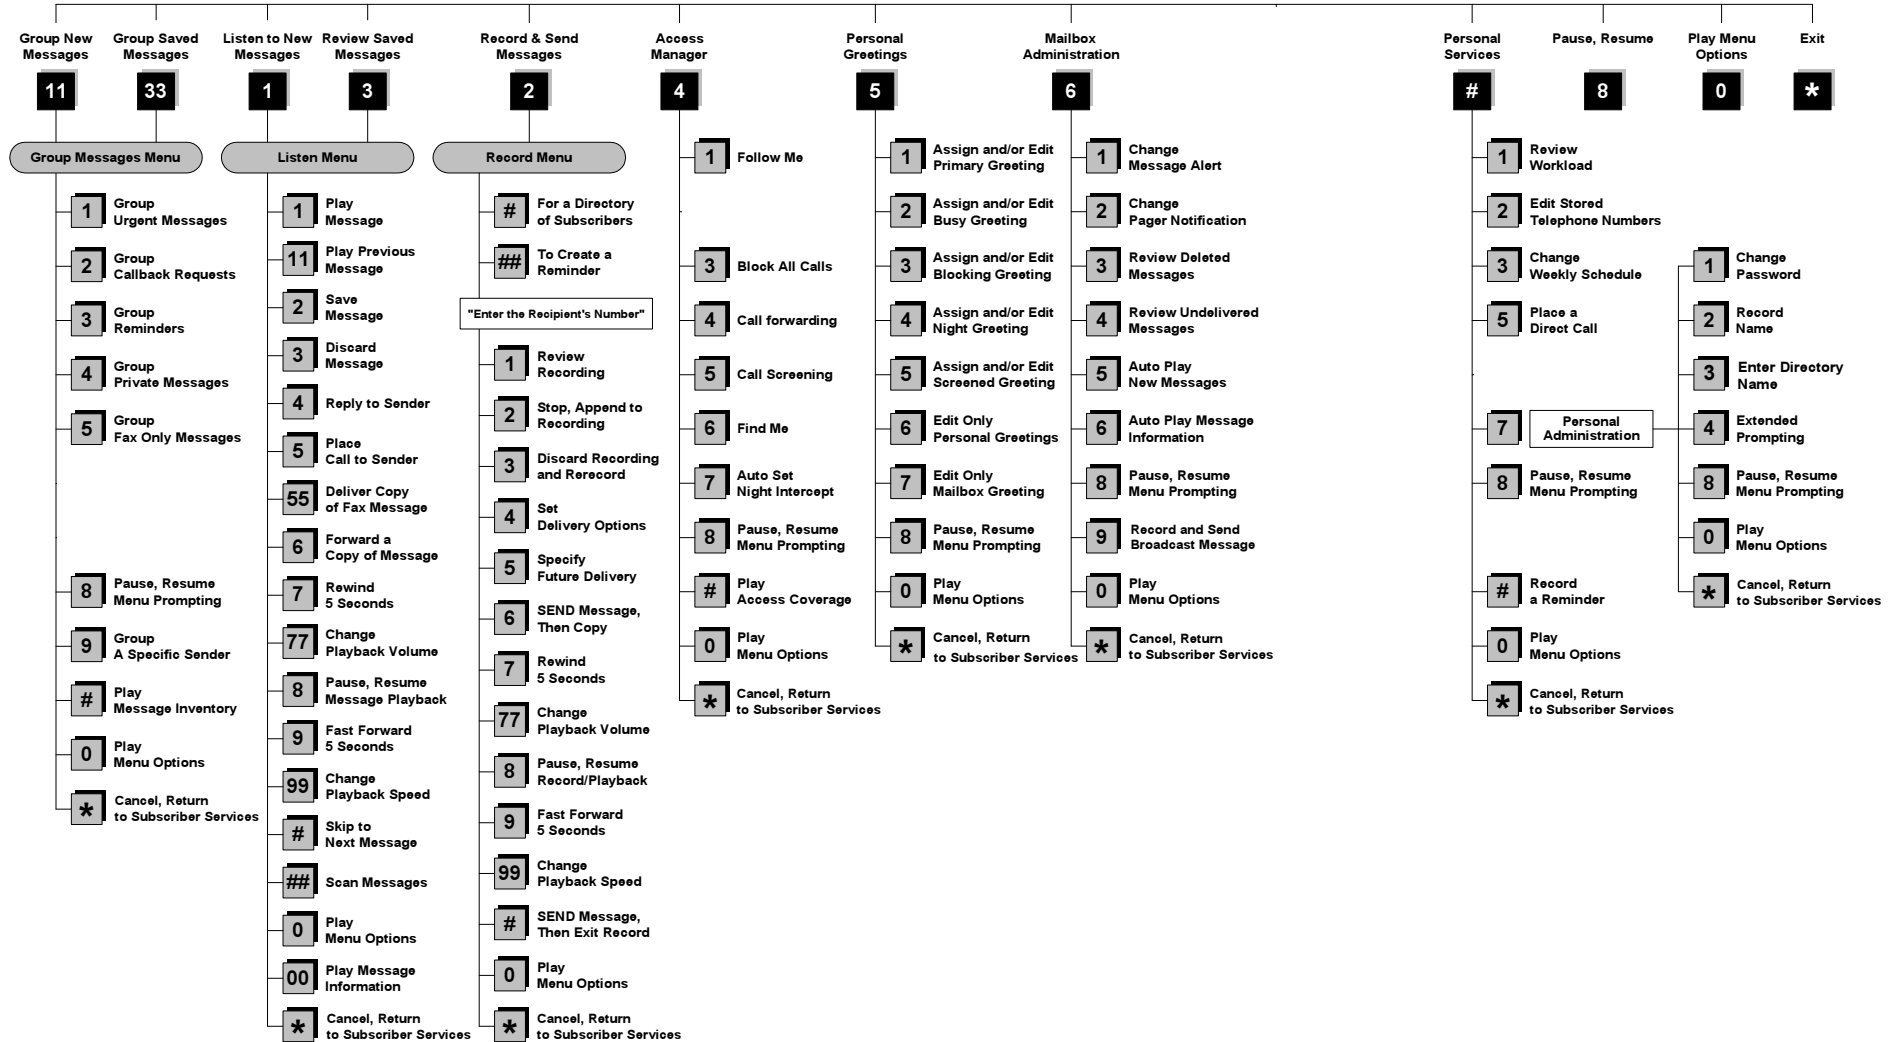 Group New
Messages
11
Group Saved
Messages
33
Listen to New
Messages
1
Review Saved
Messages
3
Record & Send
Messages
2
Access
Manager
4
Personal
Greetings
5
Mailbox
Administration
6
Personal
Services
#
Pause, Resume
8
Play Menu
Options
0
Exit
*
Group Messages Menu
1
Group
Urgent Messages
2
Group
Callback Requests
3
Group
Reminders
4
Group
Private Messages
5
Group
Fax Only Messages
8
Pause, Resume
Menu Prompting
9
Group
A Specific Sender
#
Play
Message Inventory
0
Play
Menu Options
*
Cancel, Return
to Subscriber Services
Listen Menu
1
Play
Message
11
Play Previous
Message
2
Save
Message
3
Discard
Message
4
Reply to Sender
5
Place
Call to Sender
55
Deliver Copy
of Fax Message
6
Forward a
Copy of Message
7
Rewind
5 Seconds
77
Change
Playback Volume
8
Pause, Resume
Message Playback
9
Fast Forward
5 Seconds
99
Change
Playback Speed
#
Skip to
Next Message
##
Scan Messages
0
Play
Menu Options
00
Play Message
Information
*
Cancel, Return
to Subscriber Services
Record Menu
#
For a Directory
of Subscribers
##
To Create a
Reminder
"Enter the Recipient's Number"
1
Review
Recording
2
Stop, Append to
Recording
3
Discard Recording
and Rerecord
4
Set
Delivery Options
5
Specify
Future Delivery
6
SEND Message,
Then Copy
7
Rewind
5 Seconds
77
Change
Playback Volume
8
Pause, Resume
Record/Playback
9
Fast Forward
5 Seconds
99
Change
Playback Speed
#
SEND Message,
Then Exit Record
0
Play
Menu Options
*
Cancel, Return
to Subscriber Services
1
Follow Me
3
Block All Calls
4
Call forwarding
5
Call Screening
6
Find Me
7
Auto Set
Night Intercept
8
Pause, Resume
Menu Prompting
#
Play
Access Coverage
0
Play
Menu Options
*
Cancel, Return
to Subscriber Services
1
Assign and/or Edit
Primary Greeting
2
Assign and/or Edit
Busy Greeting
3
Assign and/or Edit
Blocking Greeting
4
Assign and/or Edit
Night Greeting
5
Assign and/or Edit
Screened Greeting
6
Edit Only
Personal Greetings
7
Edit Only
Mailbox Greeting
8
Pause, Resume
Menu Prompting
0
Play
Menu Options
*
Cancel, Return
to Subscriber Services
1
Change
Message Alert
2
Change
Pager Notification
3
Review Deleted
Messages
4
Review Undelivered
Messages
5
Auto Play
New Messages
6
Auto Play Message
Information
8
Pause, Resume
Menu Prompting
9
Record and Send
Broadcast Message
0
Play
Menu Options
*
Cancel, Return
to Subscriber Services
1
Review
Workload
2
Edit Stored
Telephone Numbers
3
Change
Weekly Schedule
5
Place a
Direct Call
7
Personal
Administration
8
Pause, Resume
Menu Prompting
#
Record
a Reminder
0
Play
Menu Options
*
Cancel, Return
to Subscriber Services
1
Change
Password
2
Record
Name
3
Enter Directory
Name
4
Extended
Prompting
8
Pause, Resume
Menu Prompting
0
Play
Menu Options
*
Cancel, Return
to Subscriber Services